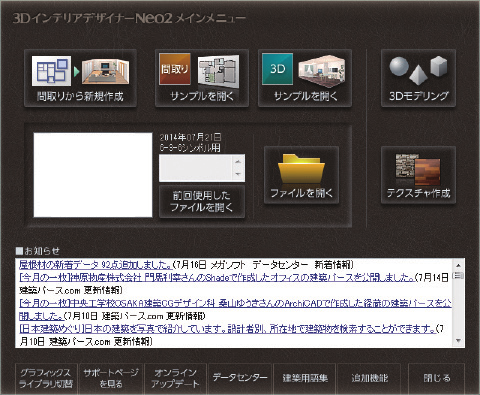 3DインテリアデザイナーNeo2 メインメニュー
間取り
3D
間取りから新規作成
サンプルを開く
サンプルを開く
3Dモデリング
2014年07月21日
6-3-6シンボル用
前回使用した
ファイルを開く
ファイルを開く
テクスチャ作成
■お知らせ
屋根材の新着データ 92点追加しました。(7月16日 メガソフト データセンター 新着情報)
[今月の一枚]榊原物産株式会社 門馬利幸さんのShadeで作成したオフィスの建築パースを公開しました。(7月14日
建築パース.com 更新情報)
[今月の一枚]中央工学校OSAKA建築CGデザイン科 桑山ゆうきさんのArchiCADで作成した経蔵の建築パースを公
開しました。(7月10日 建築パース.com 更新情報)
[日本建築めぐり]日本の建築を写真で紹介しています。設計者別、所在地で建築物を検索することができます。(7
月10日 建築パース.com 更新情報)
グラフィックス
ライブラリ切替
サポートページ
を見る
オンライン
アップデート
データセンター
建築用語集
追加機能
閉じる